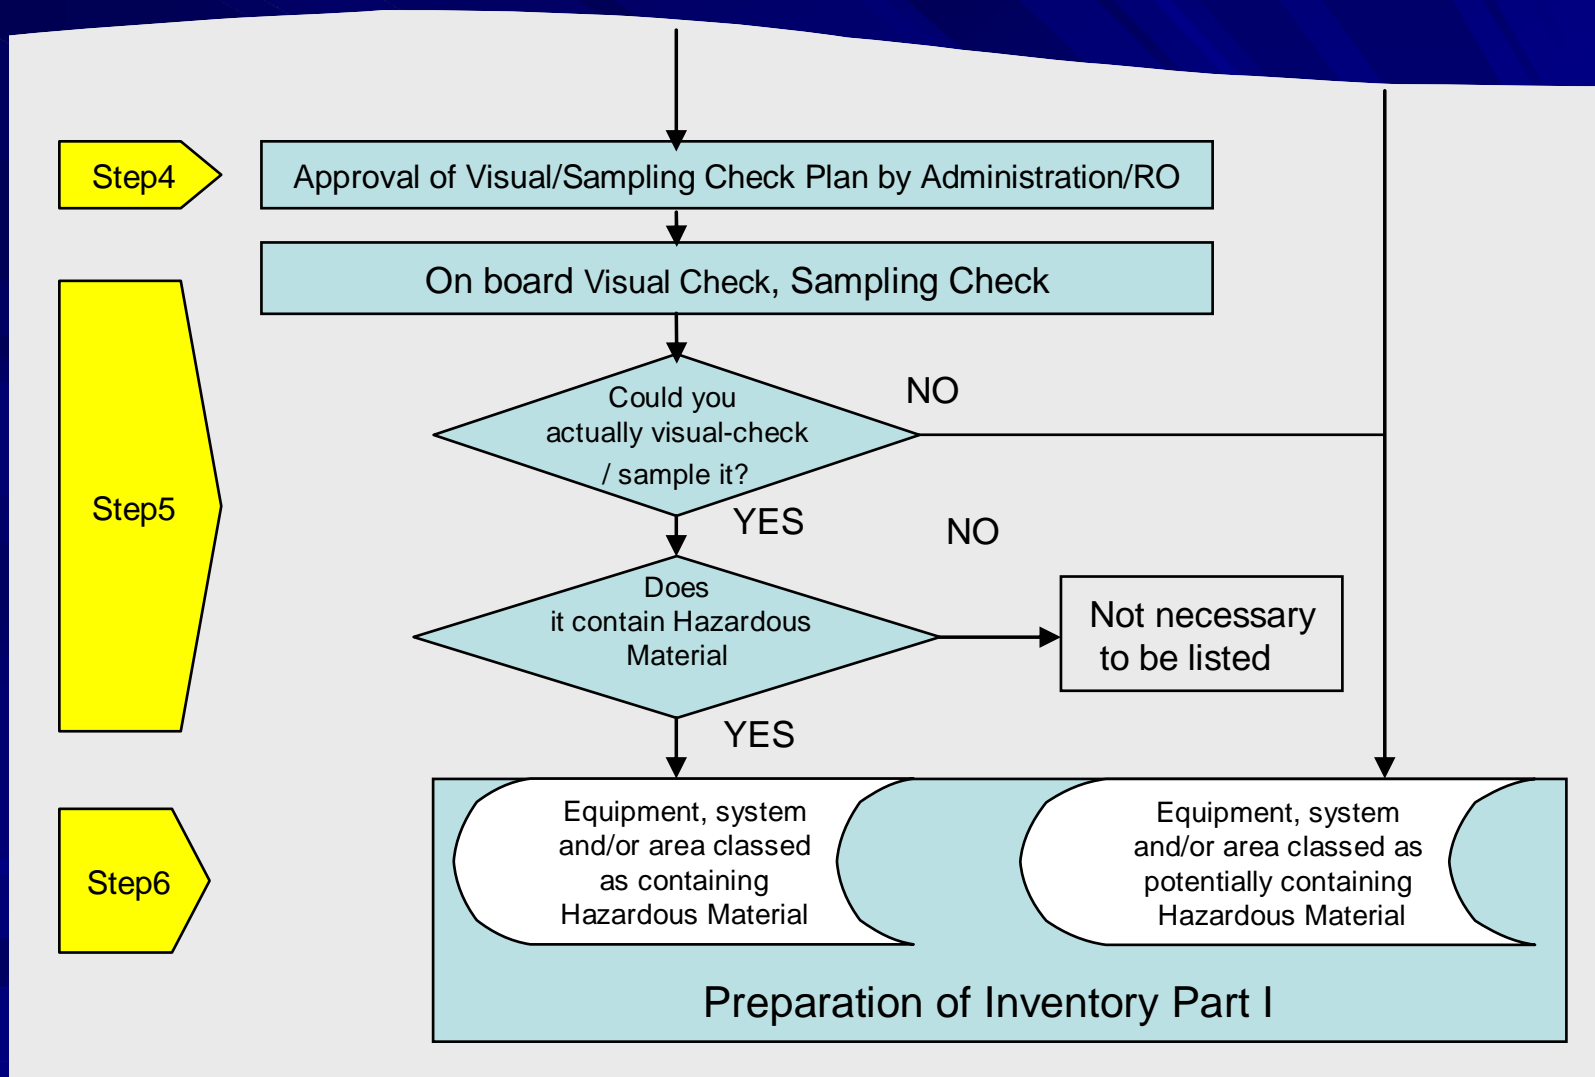 Step4
Approval of Visual/Sampling Check Plan by Administration/RO
On board Visual Check, Sampling Check
Step5
Could you
actually visual-check
/ sample it?
NO
YES
NO
Does
it contain Hazardous
Material
Not necessary
to be listed
YES
Step6
Equipment, system
and/or area classed
as containing
Hazardous Material
Equipment, system
and/or area classed as
potentially containing
Hazardous Material
Preparation of Inventory Part I